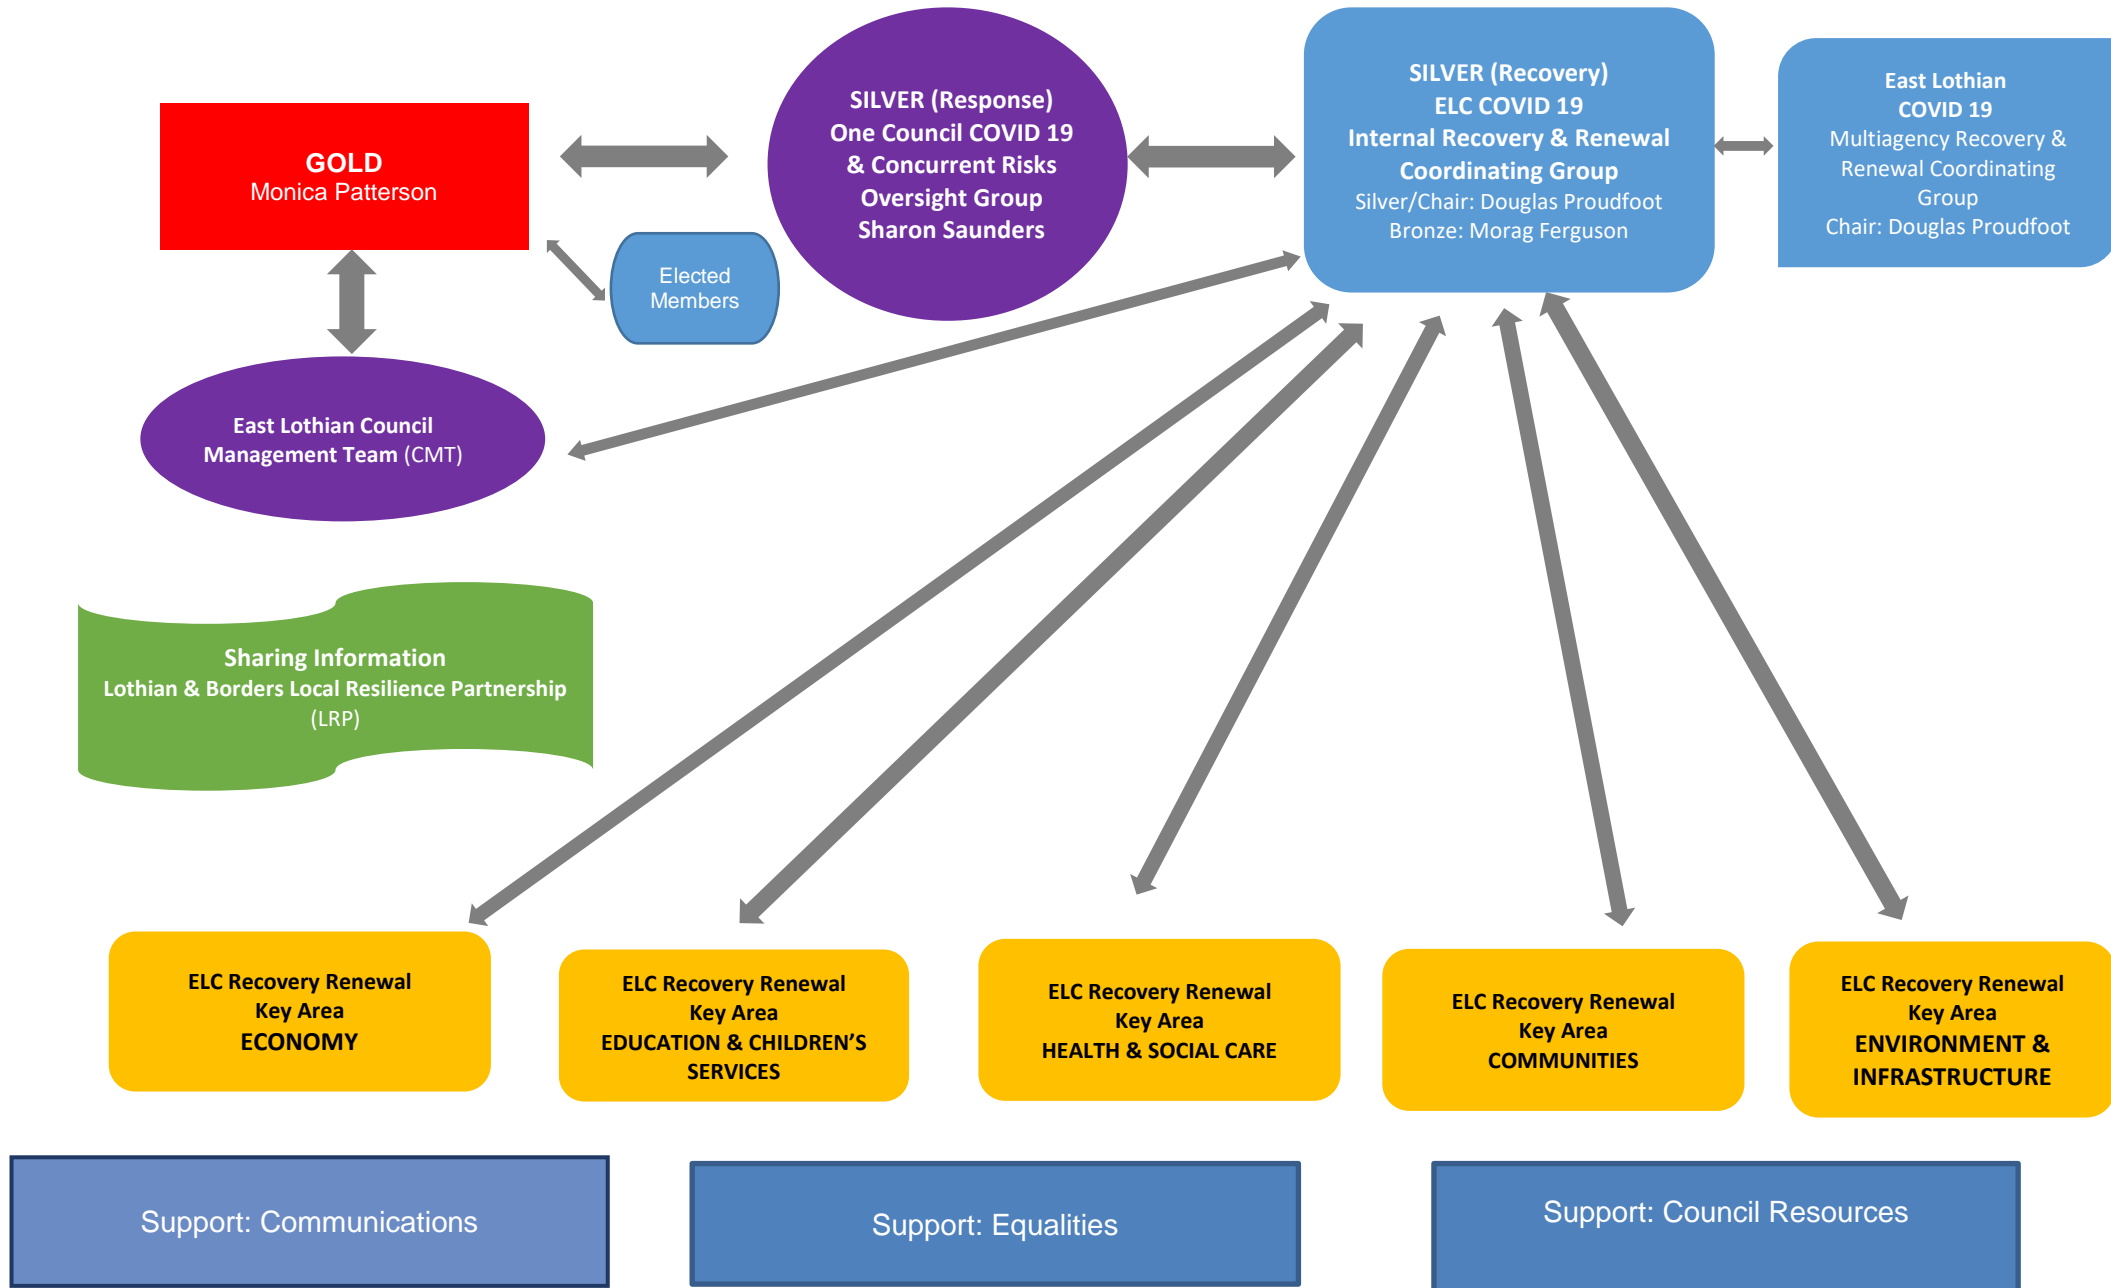 GOLD
Monica Patterson
SILVER (Response)
One Council COVID 19
& Concurrent Risks
Oversight Group
Sharon Saunders
SILVER (Recovery)
ELC COVID 19
Internal Recovery & Renewal
Coordinating Group
Silver/Chair: Douglas Proudfoot
Bronze: Morag Ferguson
East Lothian
COVID 19
Multiagency Recovery &
Renewal Coordinating
Group
Chair: Douglas Proudfoot
Elected
Members
East Lothian Council
Management Team (CMT)
Sharing Information
Lothian & Borders Local Resilience Partnership
(LRP)
ELC Recovery Renewal
Key Area
ECONOMY
ELC Recovery Renewal
Key Area
EDUCATION & CHILDREN’S
SERVICES
ELC Recovery Renewal
Key Area
HEALTH & SOCIAL CARE
ELC Recovery Renewal
Key Area
COMMUNITIES
ELC Recovery Renewal
Key Area
ENVIRONMENT &
INFRASTRUCTURE
Support: Communications
Support: Equalities
Support: Council Resources